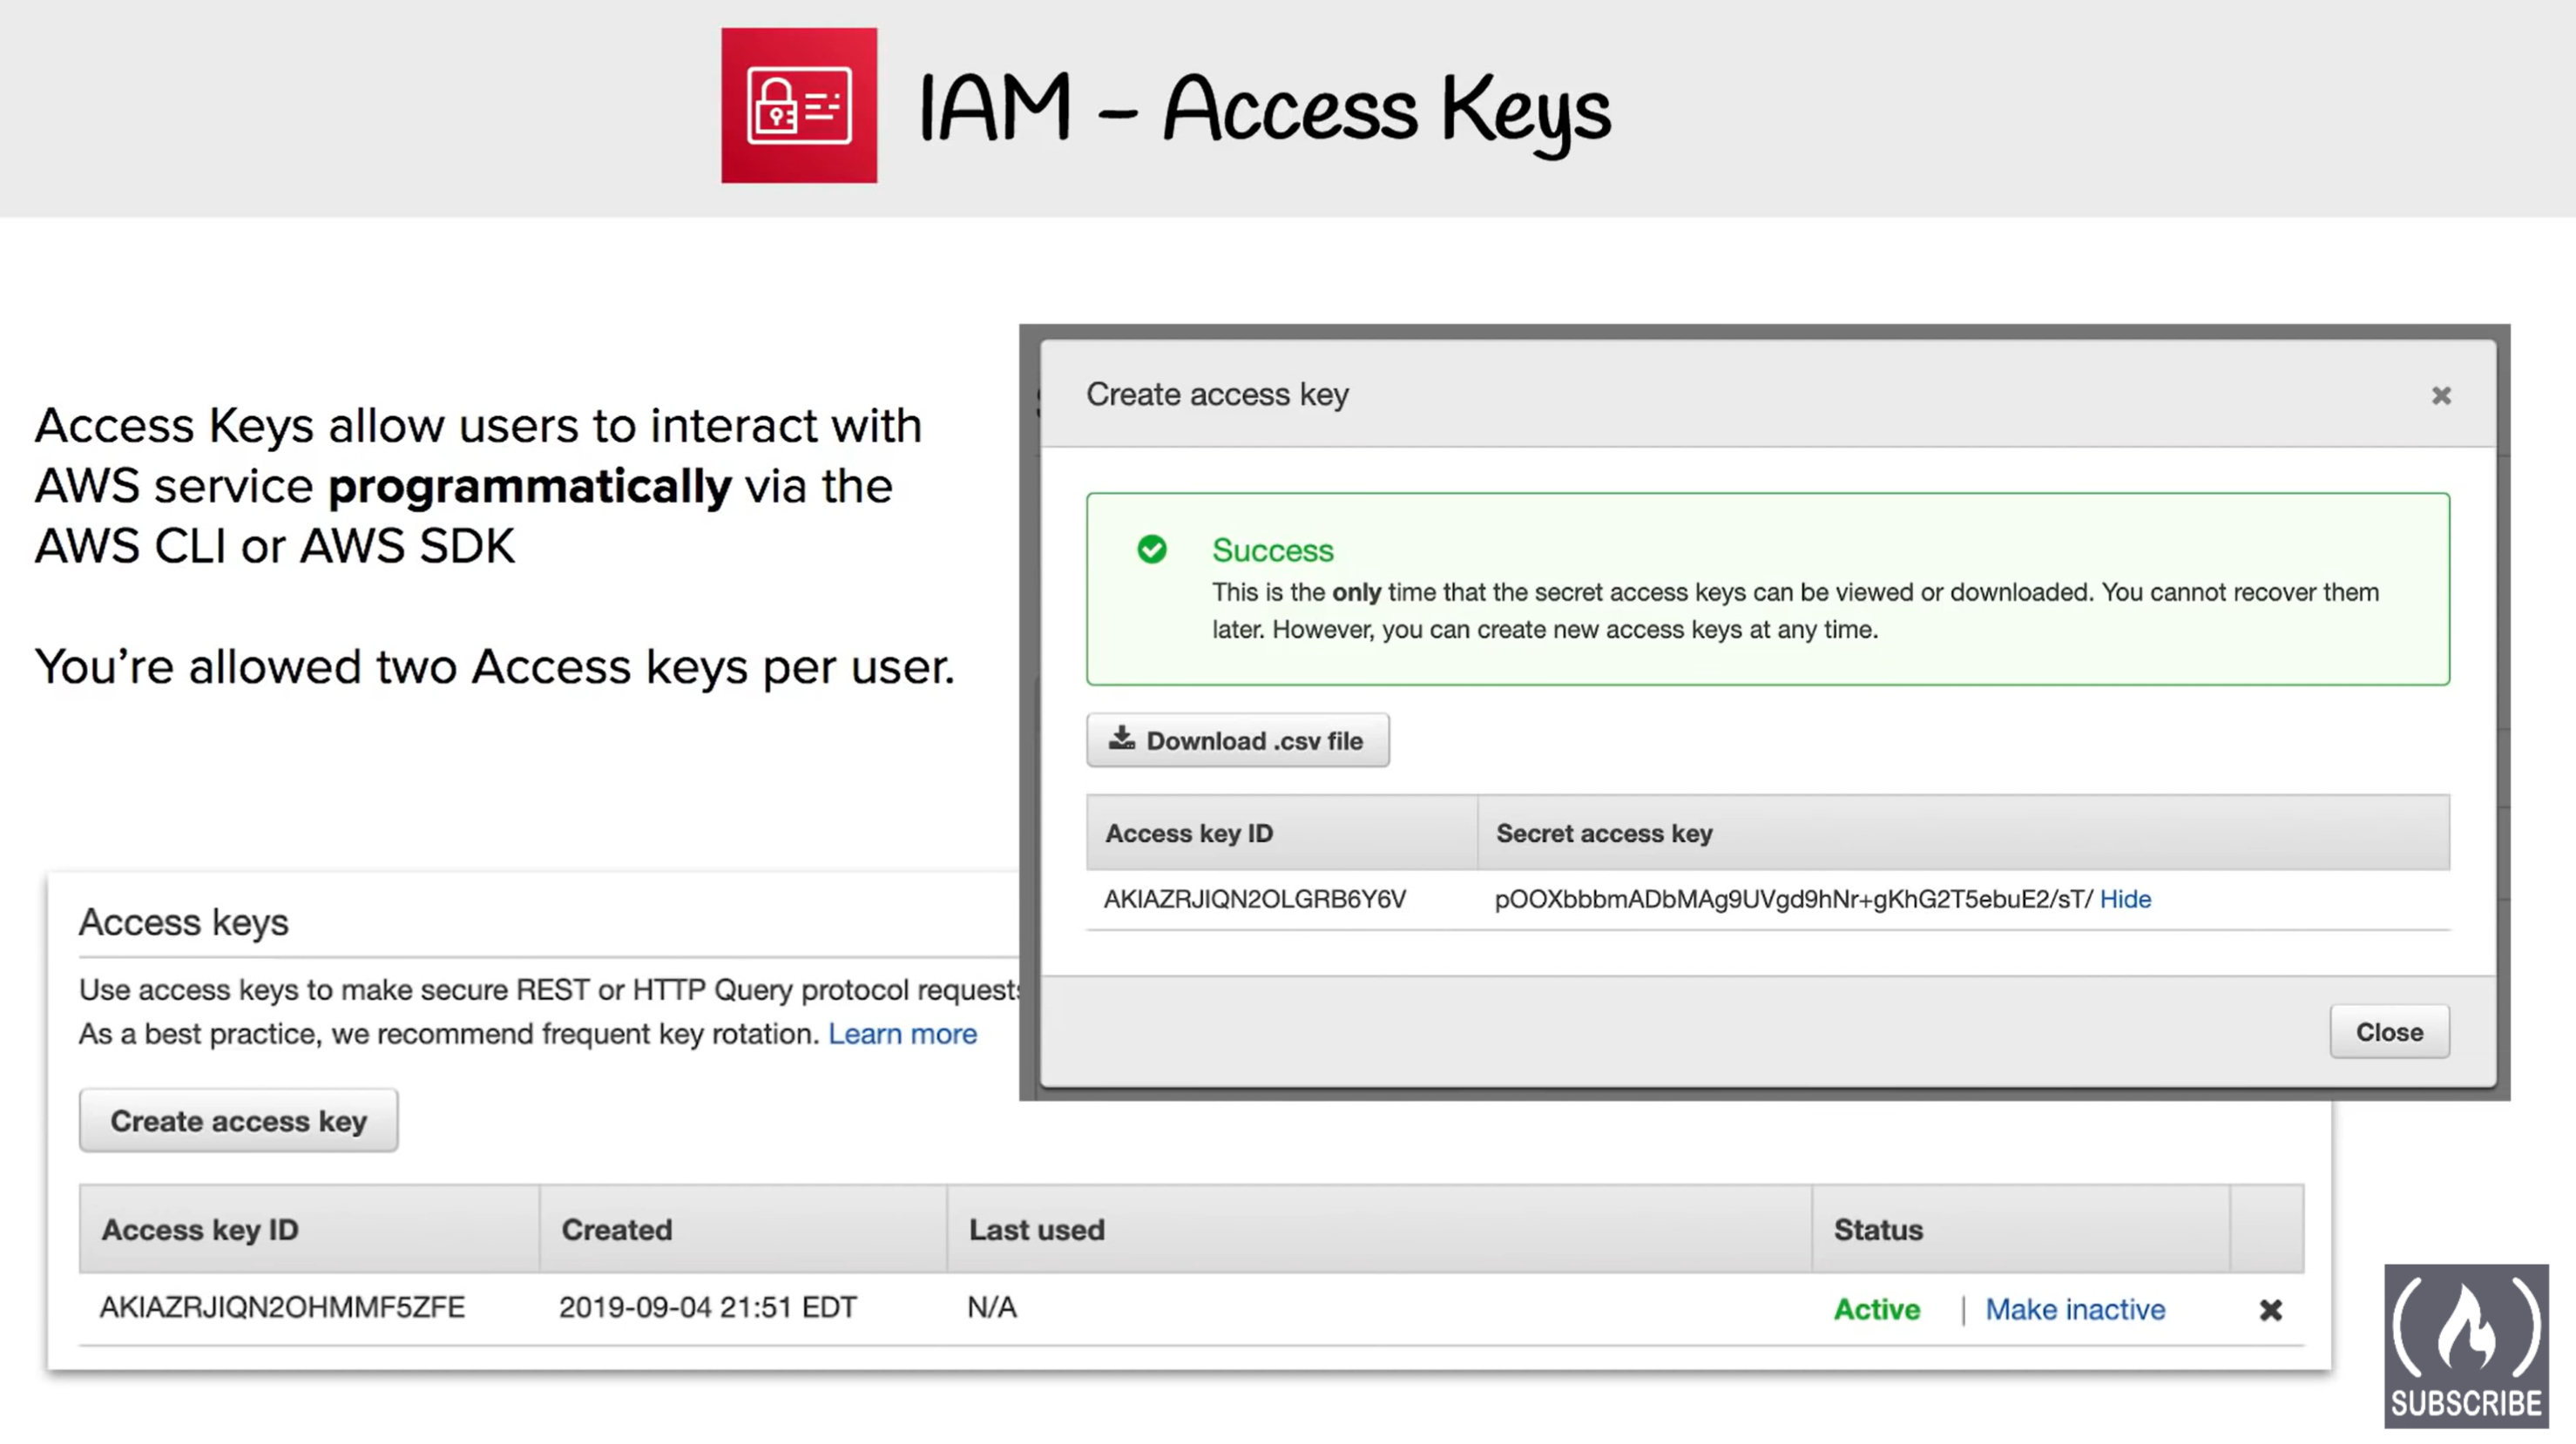 IAM - Access Keys
Access Keys allow users to interact with
AWS service programmatically via the
AWS CLI or AWS SDK
You're allowed two Access keys per user.
Create access key
Success
This is the only time that the secret access keys can be viewed or downloaded. You cannot recover them
later. However, you can create new access keys at any time.
Download .csv file
Access key ID Secret access key
AKIAZRJIQN2OLGRB6Y6V pOOXbbbmADbMAg9UVgd9hNr+gKhG2T5ebuE2/sT/ Hide
Close
Access keys
Use access keys to make secure REST or HTTP Query protocol requests
As a best practice, we recommend frequent key rotation. Learn more
Create access key
Access key ID Created Last used Status
AKIAZRJIQN2OHMMF5ZFE 2019-09-04 21:51 EDT N/A Active | Make inactive
SUBSCRIBE